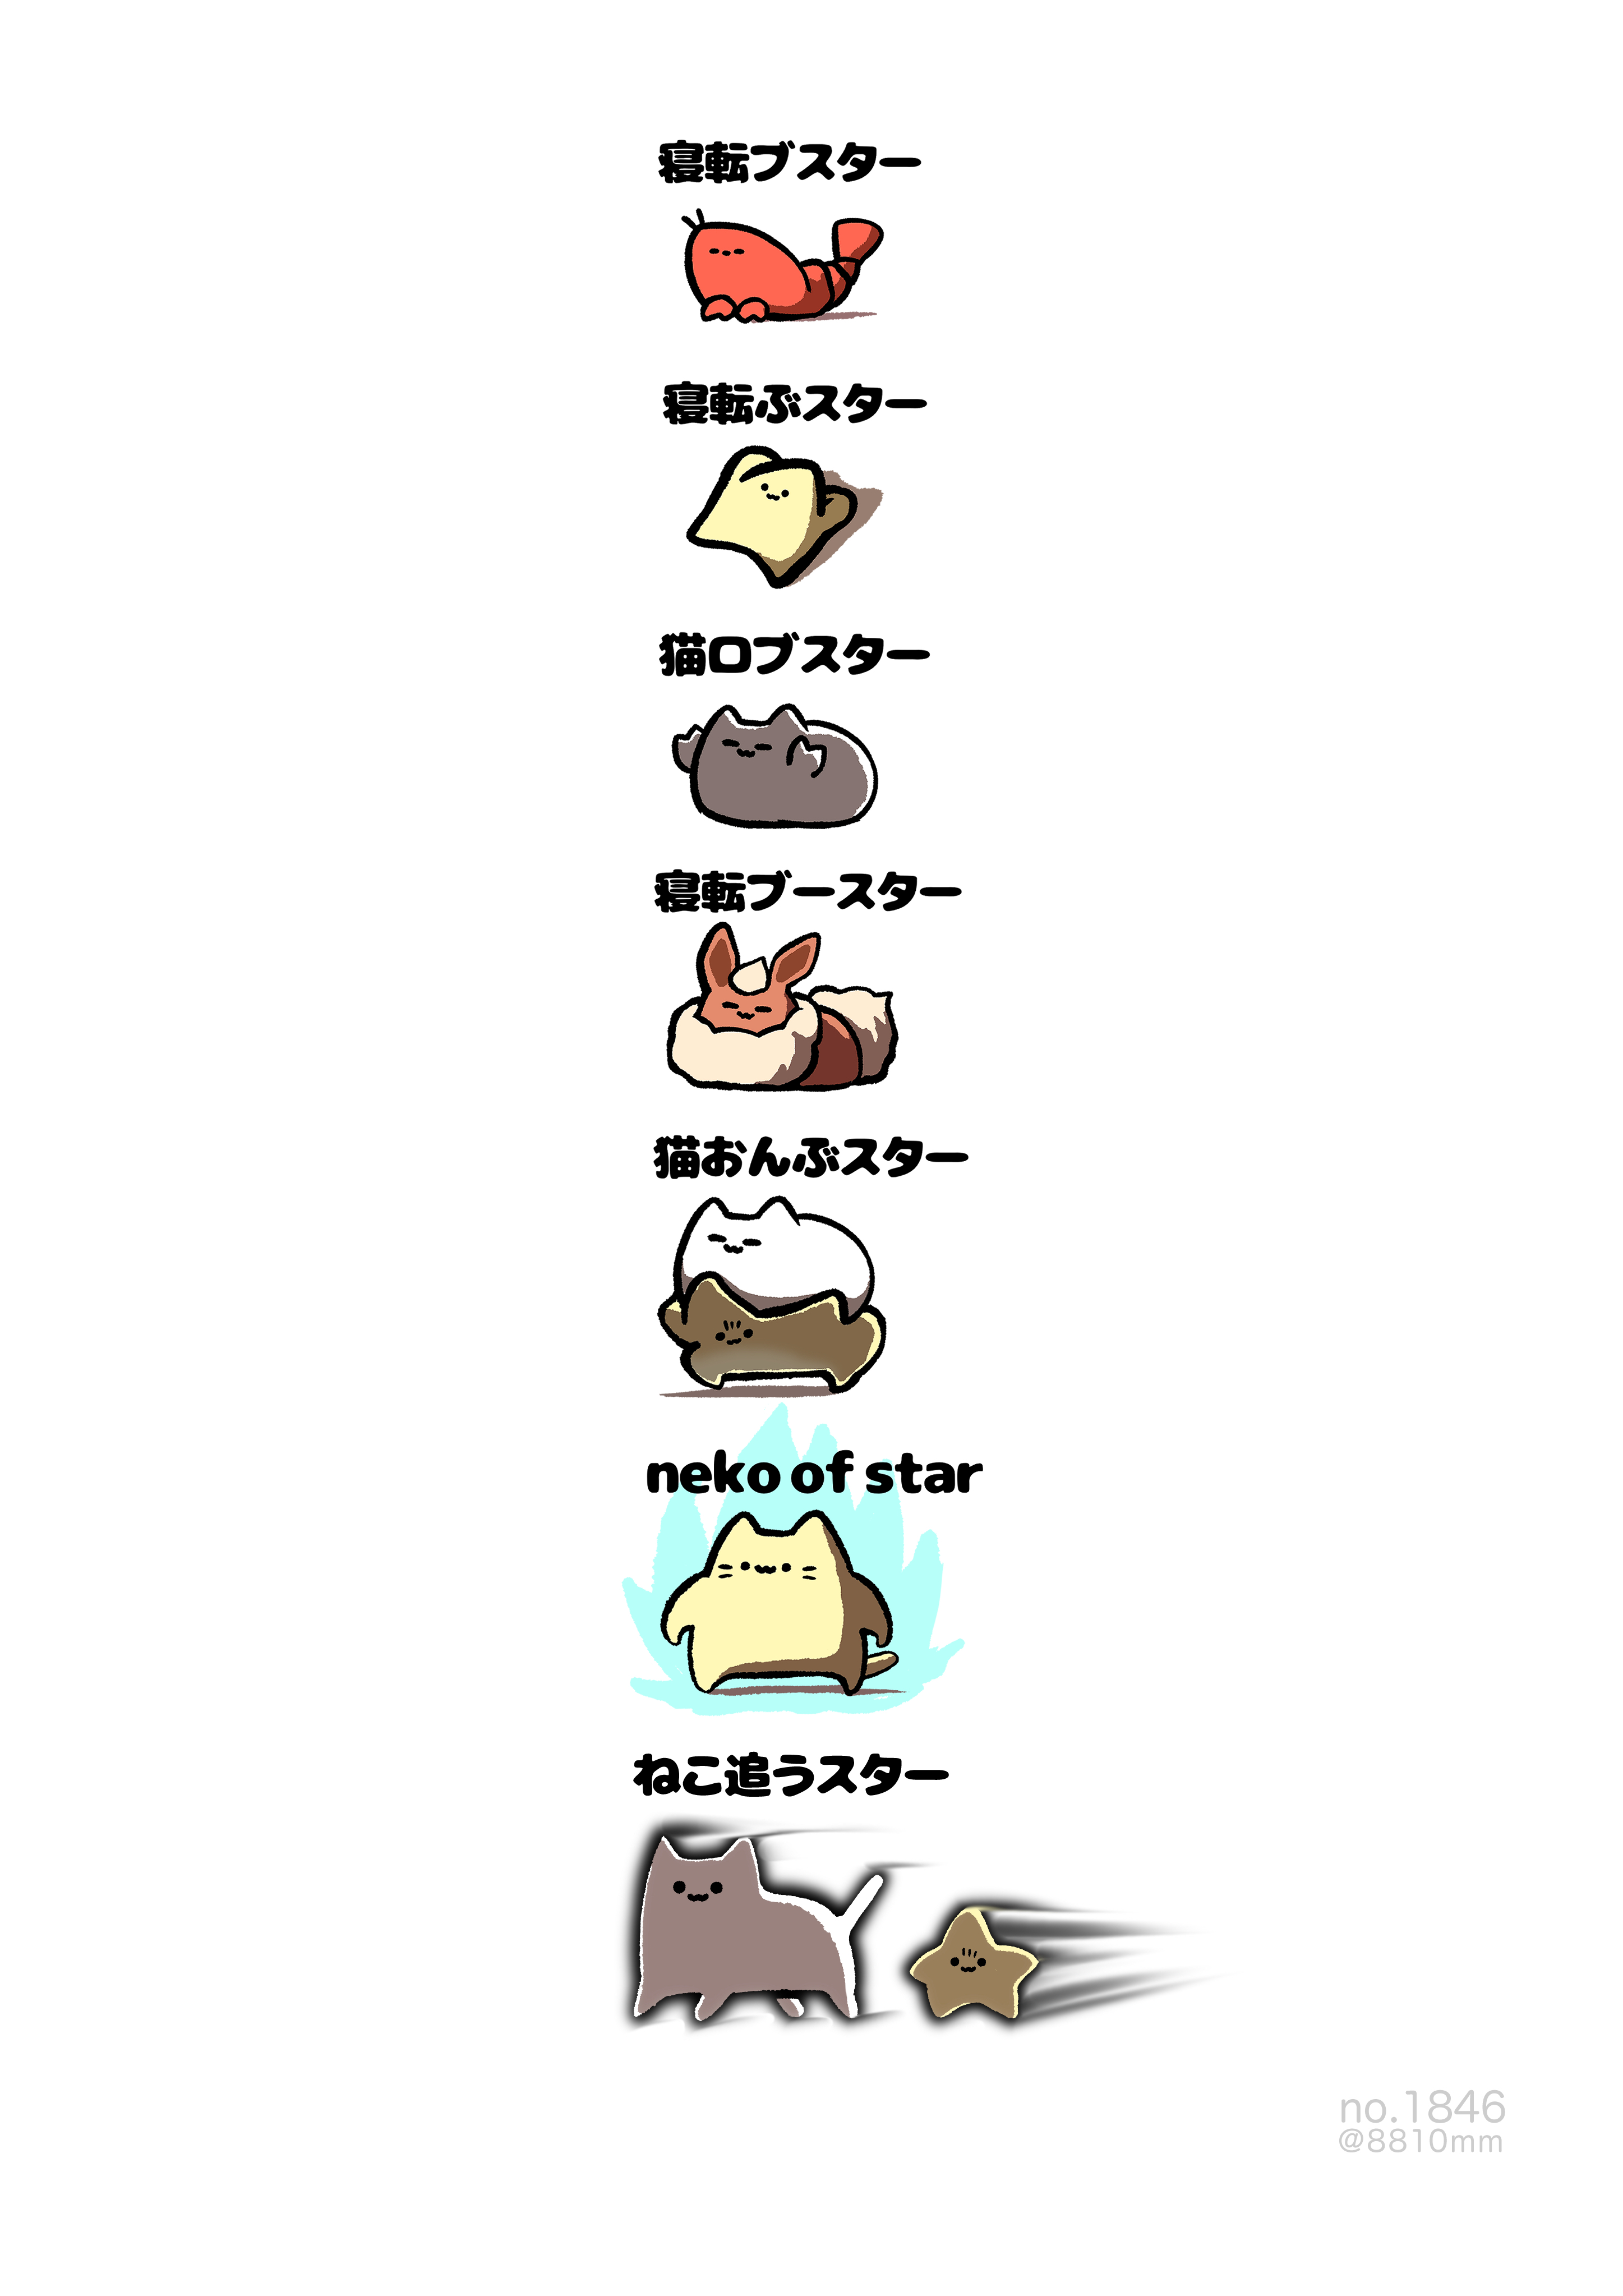 寝転ブスター
寝転ぶスター
猫ロブスター
寝転ブースター
猫おんぶスター
neko of star
ねこ追うスター
no.1846
@8810mm